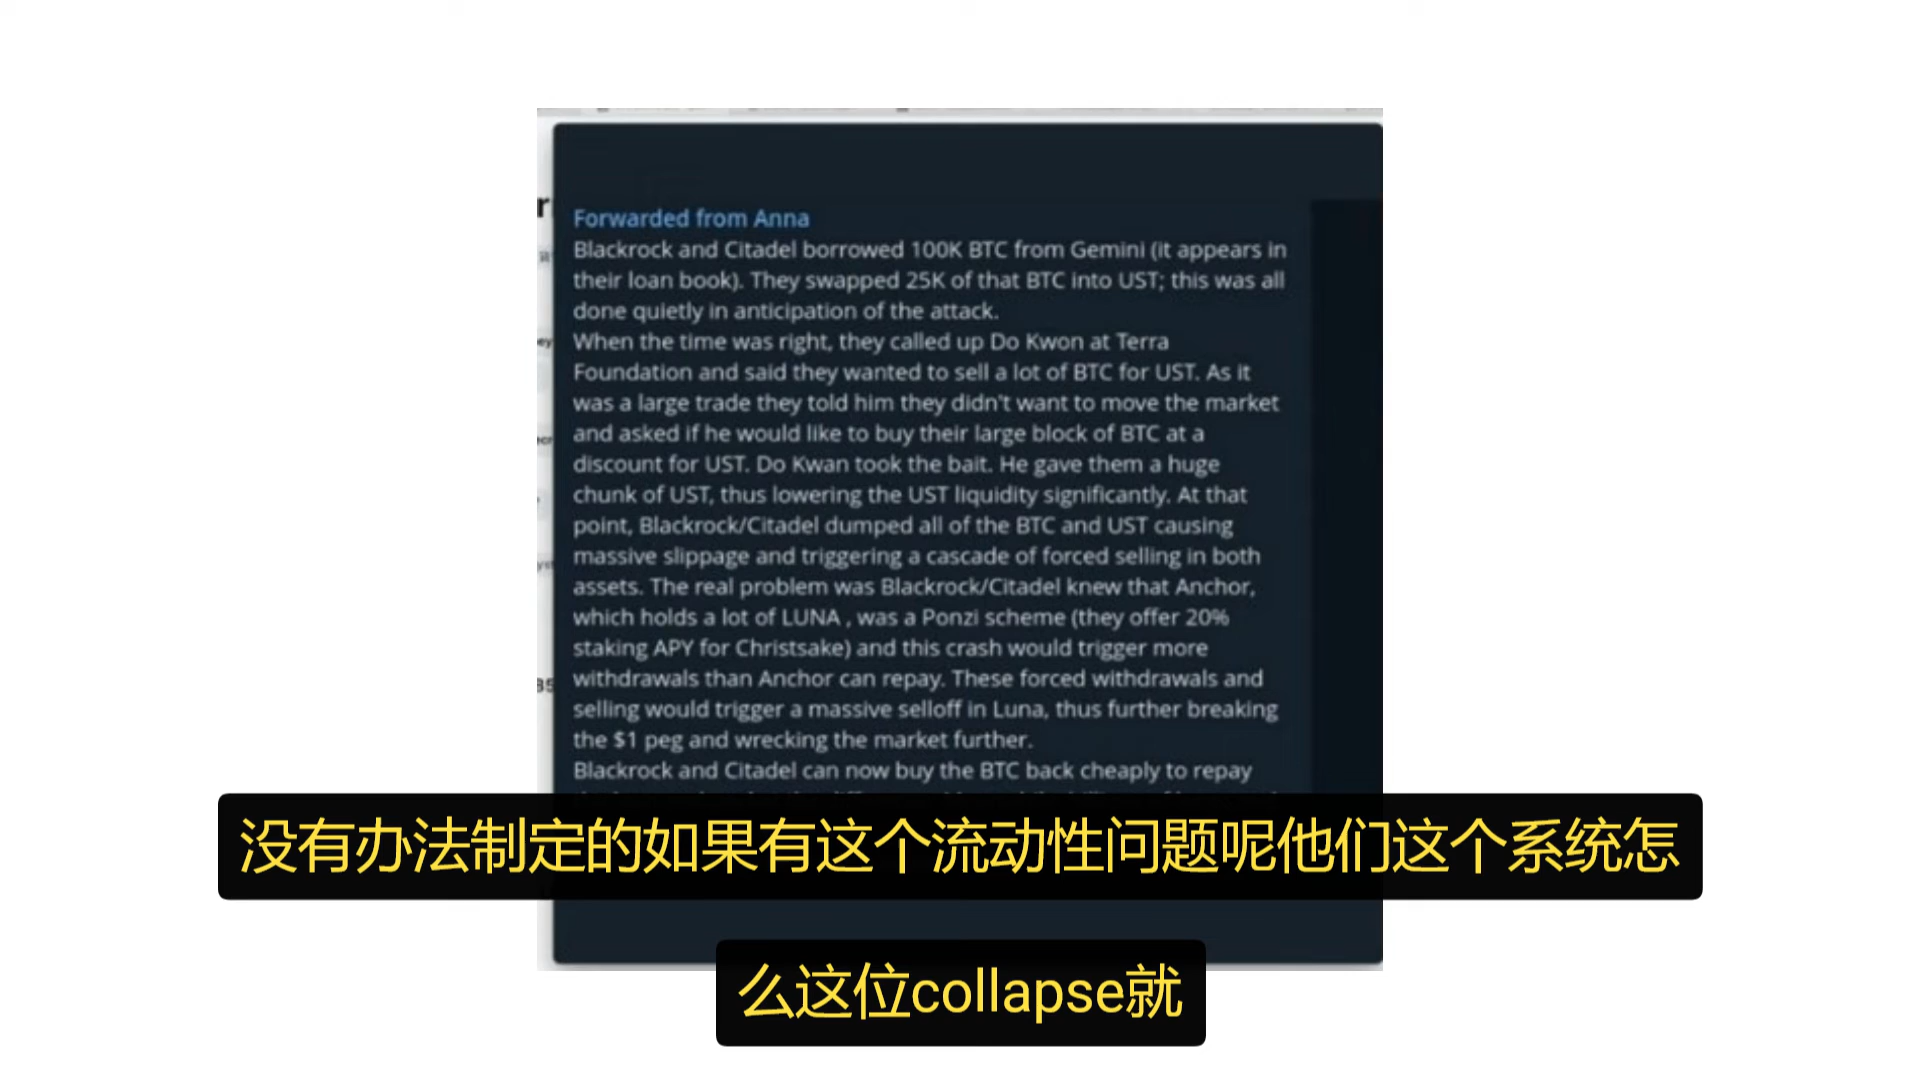 Forwarded from Anna
Blackrock and Citadel borrowed 100K BTC from Gemini (it appears in
their loan book). They swapped 25K of that BTC into UST; this was all
done quietly in anticipation of the attack.
When the time was right, they called up Do Kwon at Terra
Foundation and said they wanted to sell a lot of BTC for UST. As it
was a large trade they told him they didn't want to move the market
and asked if he would like to buy their large block of BTC at a
discount for UST. Do Kwan took the bait. He gave them a huge
chunk of UST, thus lowering the UST liquidity significantly. At that
point, Blackrock/Citadel dumped all of the BTC and UST causing
massive slippage and triggering a cascade of forced selling in both
assets. The real problem was Blackrock/Citadel knew that Anchor,
which holds a lot of LUNA , was a Ponzi scheme (they offer 20%
staking APY for Christsake) and this crash would trigger more
withdrawals than Anchor can repay. These forced withdrawals and
selling would trigger a massive selloff in Luna, thus further breaking
the $1 peg and wrecking the market further.
Blackrock and Citadel can now buy the BTC back cheaply to repay
没有办法制定的如果有这个流动性问题呢他们这个系统怎
么这位collapse就